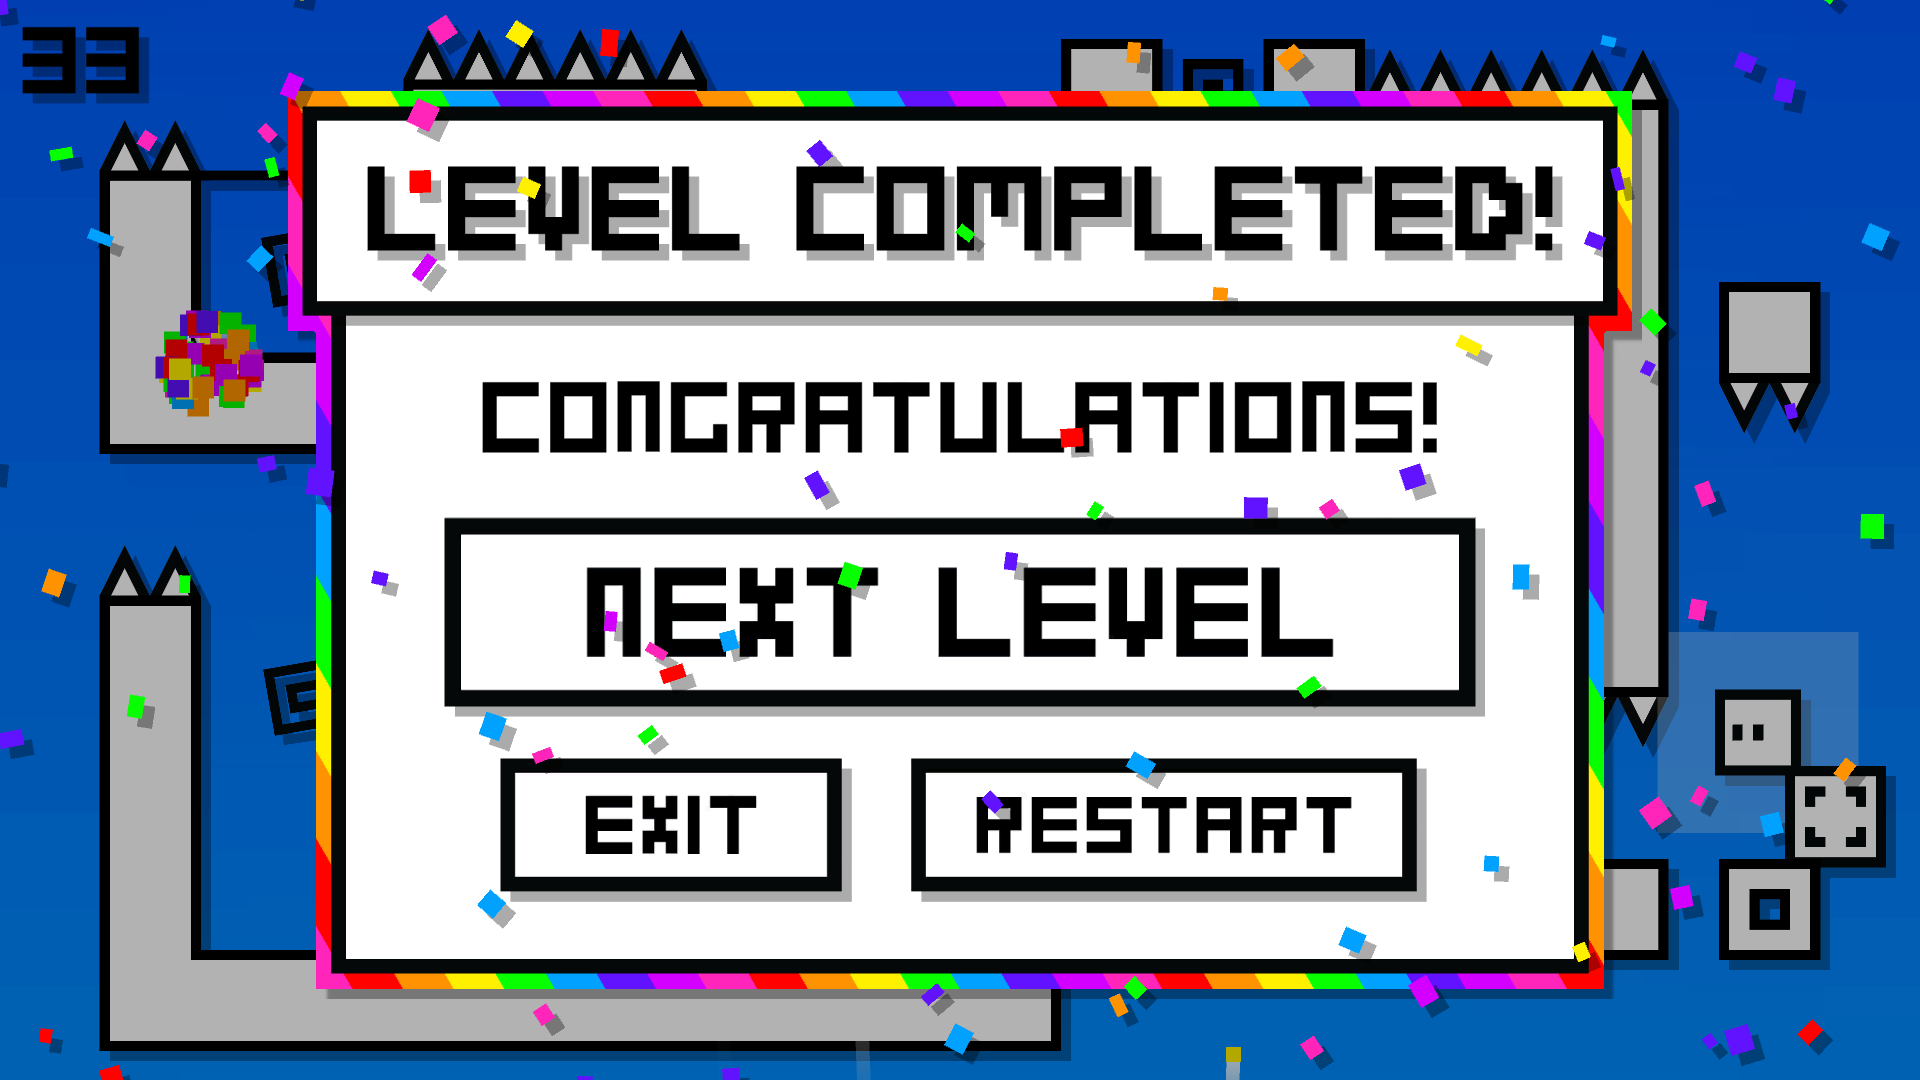 33
LEVEL COMPLETED!
CONGRATULATIONS!
NEXT LEVEL
EXIT
RESTART